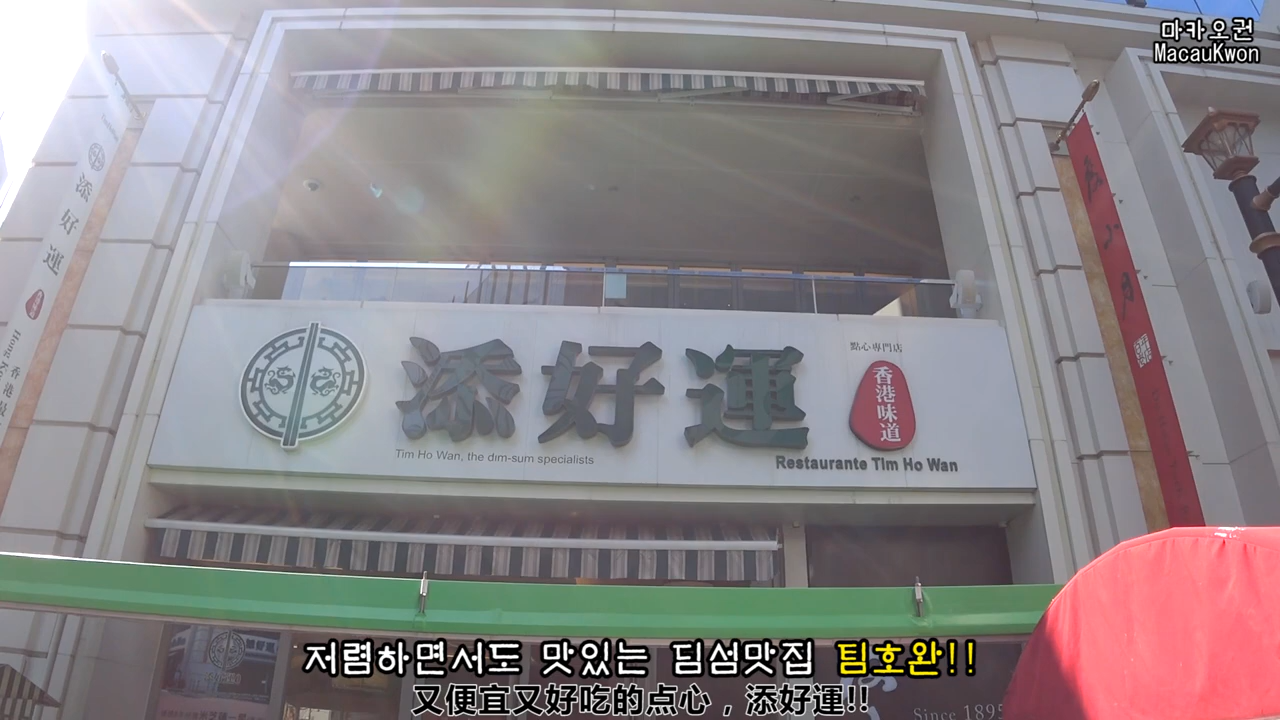 마카오권
MacauKwon
添好運
香港
添好運
點心專門店
香港味道
Tim Ho Wan, the dim-sum specialists
Restaurante Tim Ho Wan
저렴하면서도 맛있는 딤섬맛집 팀호완!!
又便宜又好吃的点心，添好運!!
Since 1895